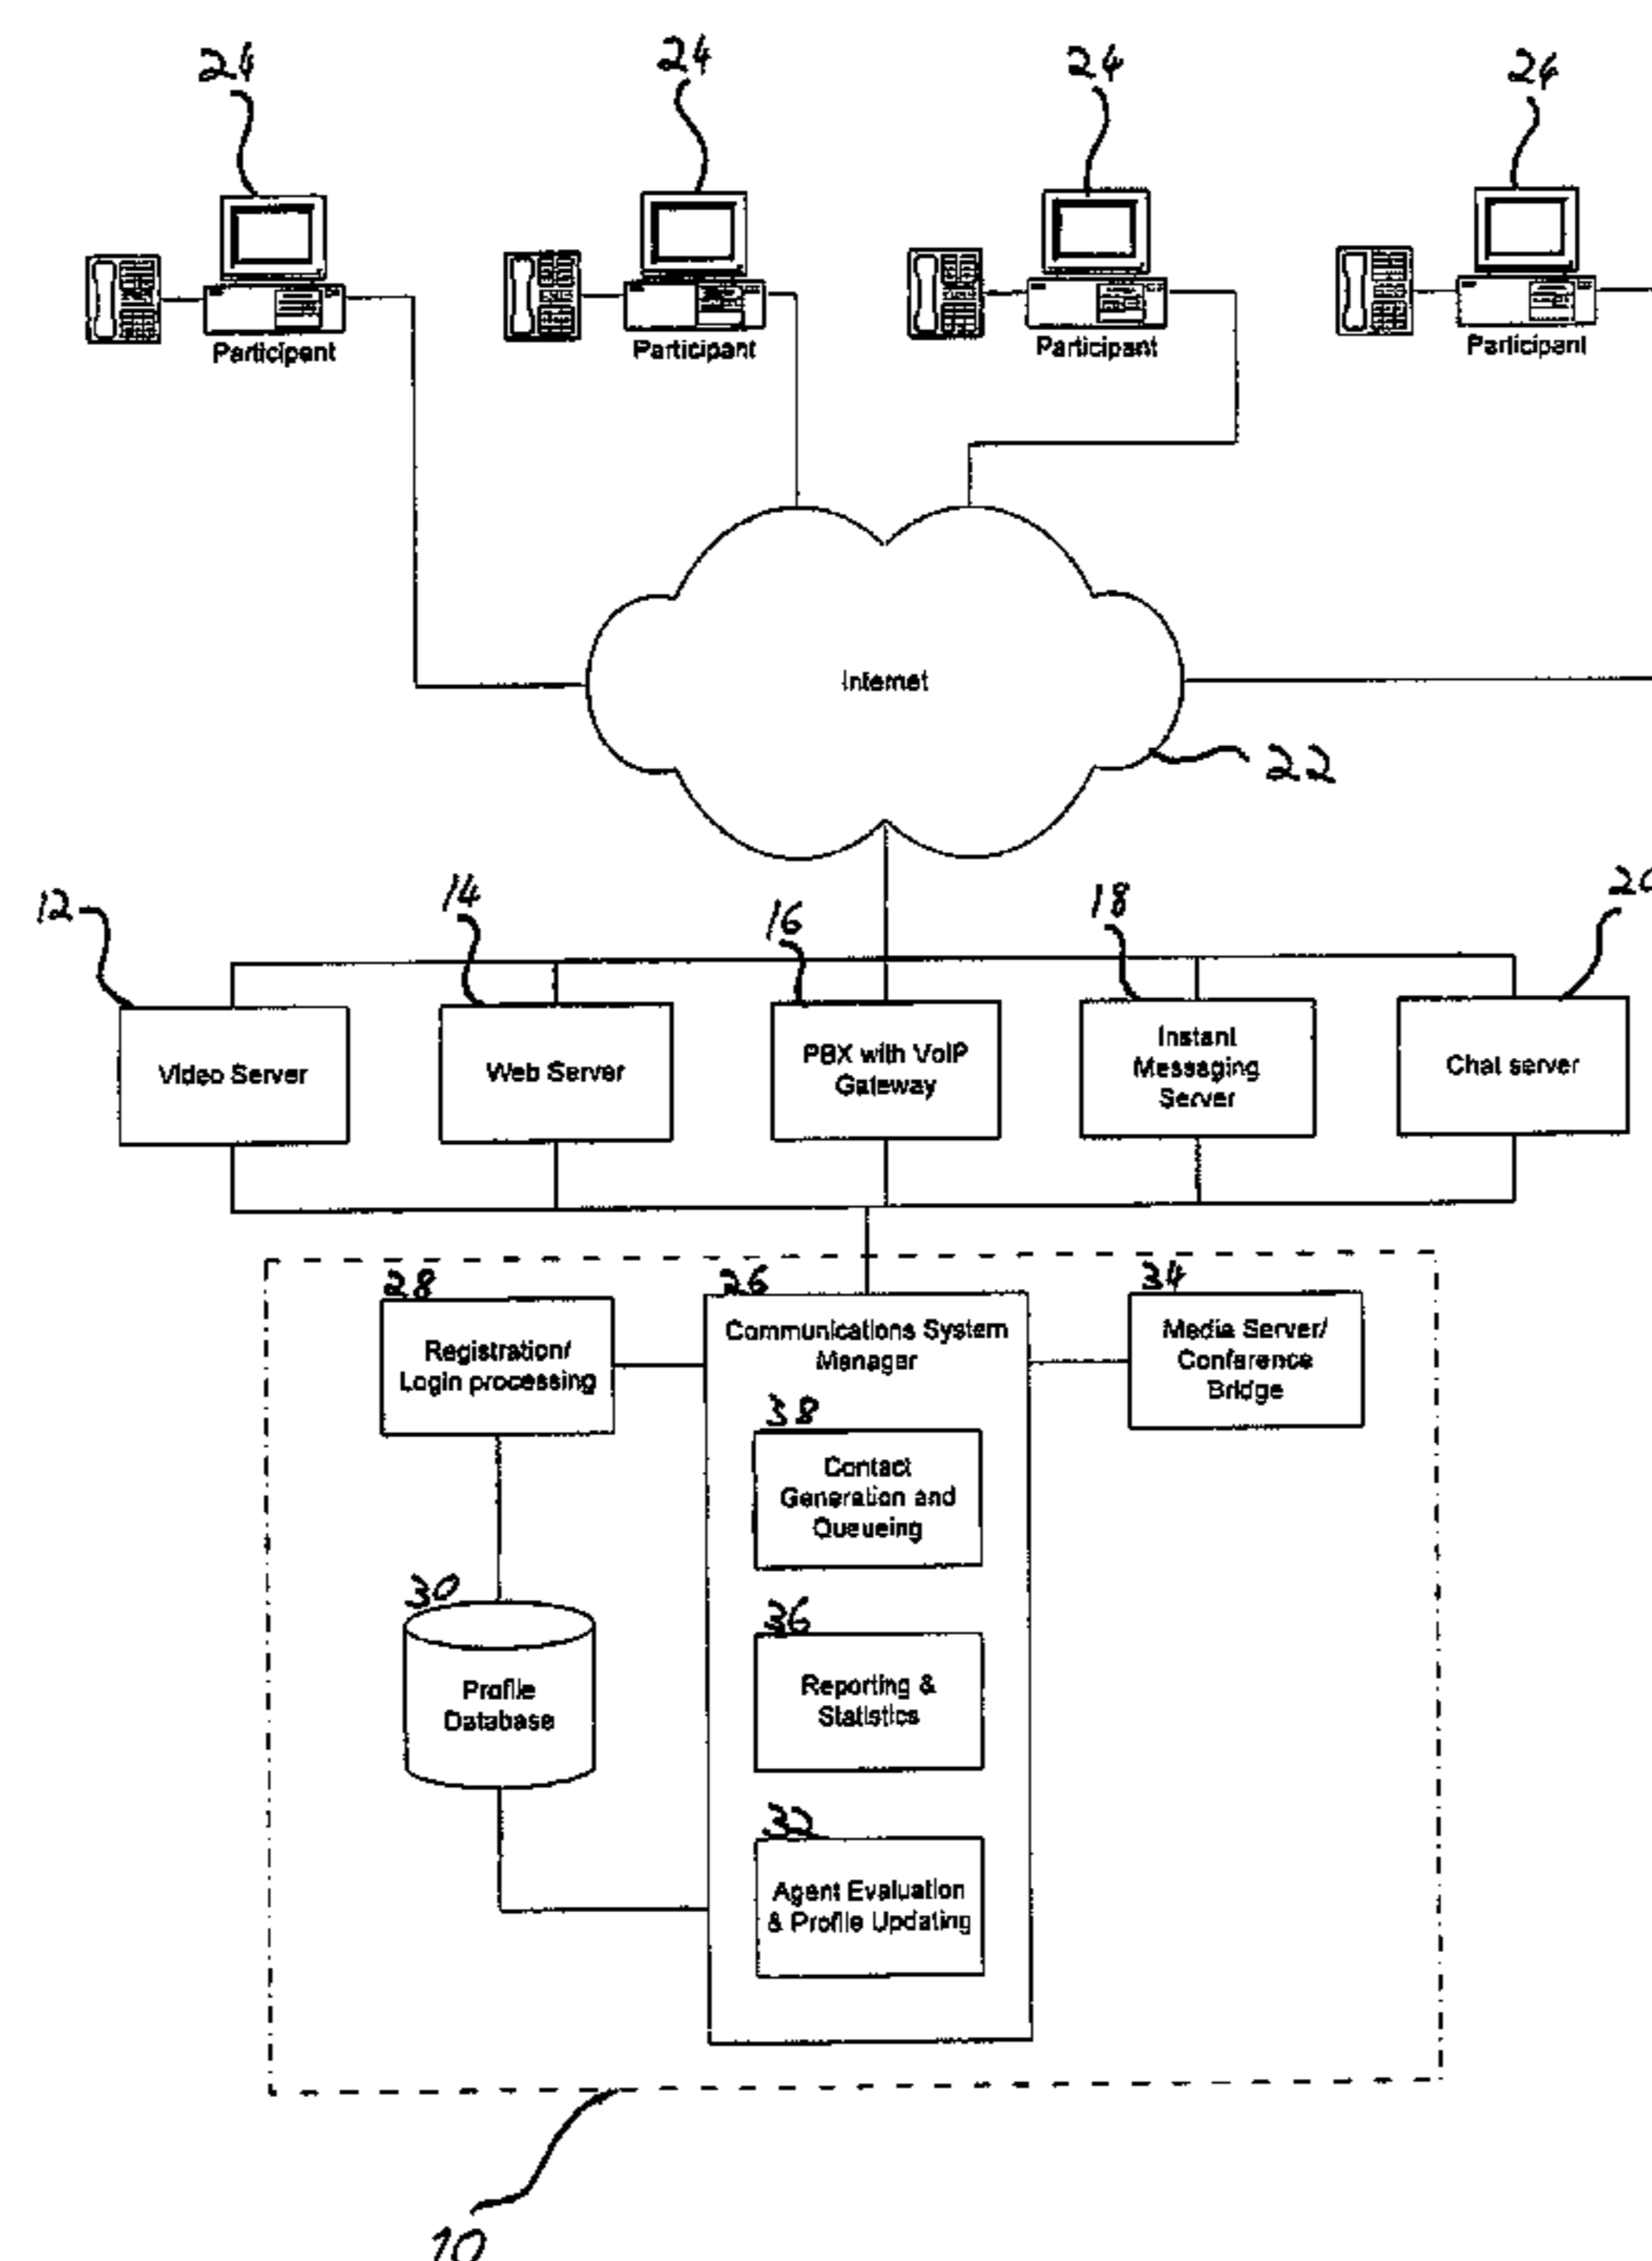 24 24 24 24
Participant Participant Participant Participant
Internet
22
12 14 16 18
Video Server
Web Server
PBX with VoIP
Gateway
Instant
Messaging
Server
Chat server
28 26 34
Registration/
Login processing
Communications System
Manager
Media Server/
Conference
Bridge
38
Contact
Generation and
Queueing
30
Profile
Database
36
Reporting &
Statistics
32
Agent Evaluation
& Profile Updating
10